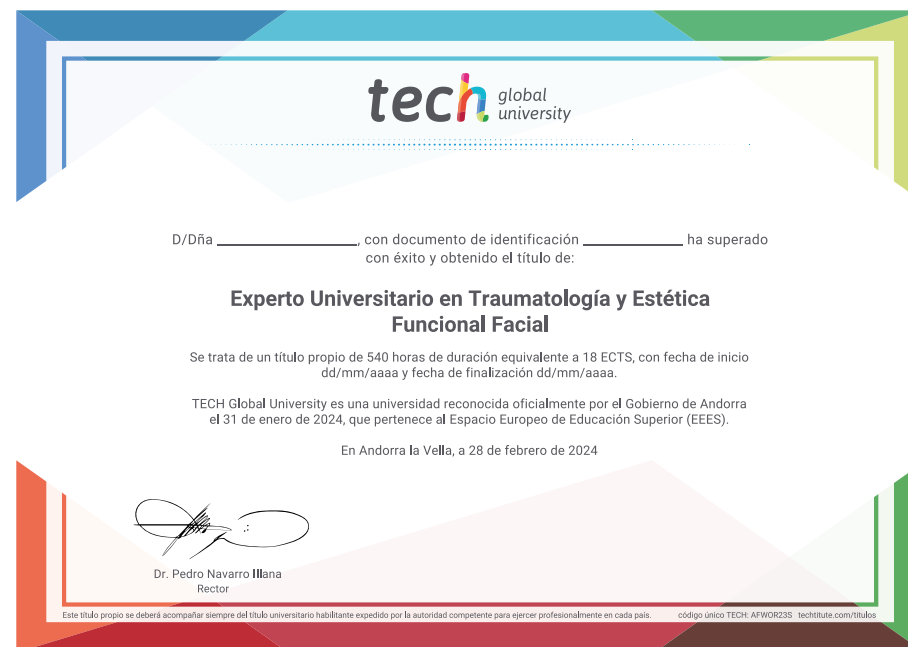 tech global university
D/Dña ________________, con documento de identificación ____________ ha superado
con éxito y obtenido el título de:
Experto Universitario en Traumatología y Estética
Funcional Facial
Se trata de un título propio de 540 horas de duración equivalente a 18 ECTS, con fecha de inicio
dd/mm/aaaa y fecha de finalización dd/mm/aaaa.
TECH Global University es una universidad reconocida oficialmente por el Gobierno de Andorra
el 31 de enero de 2024, que pertenece al Espacio Europeo de Educación Superior (EEES).
En Andorra la Vella, a 28 de febrero de 2024
Dr. Pedro Navarro Illana
Rector
Este título propio se deberá acompañar siempre del título universitario habilitante expedido por la autoridad competente para ejercer profesionalmente en cada país. código único TECH: AFWOR23S techtitute.com/titulos